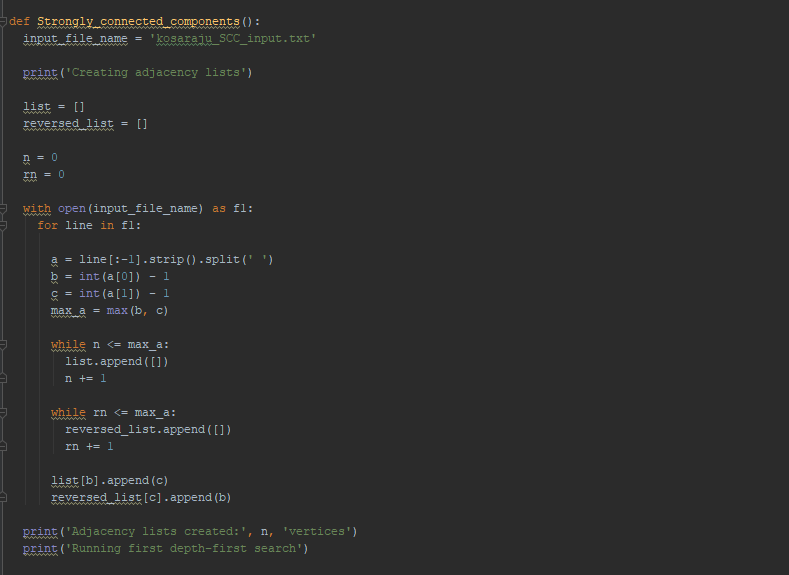 def Strongly_connected_components():
input_file_name = 'kosaraju_SCC_input.txt'
print('Creating adjacency lists')
list = []
reversed_list = []
n = 0
rn = 0
with open(input_file_name) as f1:
for line in f1:
a = line[:-1].strip().split(' ')
b = int(a[0]) - 1
c = int(a[1]) - 1
max_a = max(b, c)
while n <= max_a:
list.append([])
n += 1
while rn <= max_a:
reversed_list.append([])
rn += 1
list[b].append(c)
reversed_list[c].append(b)
print('Adjacency lists created:', n, 'vertices')
print('Running first depth-first search')